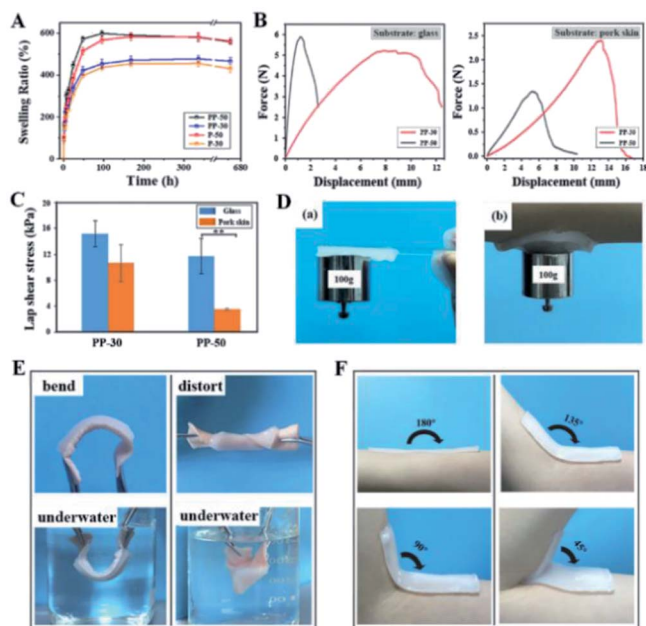 A
Swelling Ratio (%)
600
400
200
0
PP-50
PP-30
P-50
P-30
0 100 200 300 680
Time (h)
B
Force (N)
6
5
4
3
2
1
0
Substrate: glass
PP-30
PP-50
0 2 4 6 8 10 12
Displacement (mm)
Force (N)
2.5
2.0
1.5
1.0
0.5
0.0
Substrate: pork skin
PP-30
PP-50
0 2 4 6 8 10 12 14 16 18
Displacement (mm)
C
Lap shear stress (kPa)
20
16
12
8
4
0
Glass
Pork skin
**
PP-30 PP-50
D
(a)
100g
(b)
100g
E
bend
distort
underwater
underwater
F
180°
135°
90°
45°